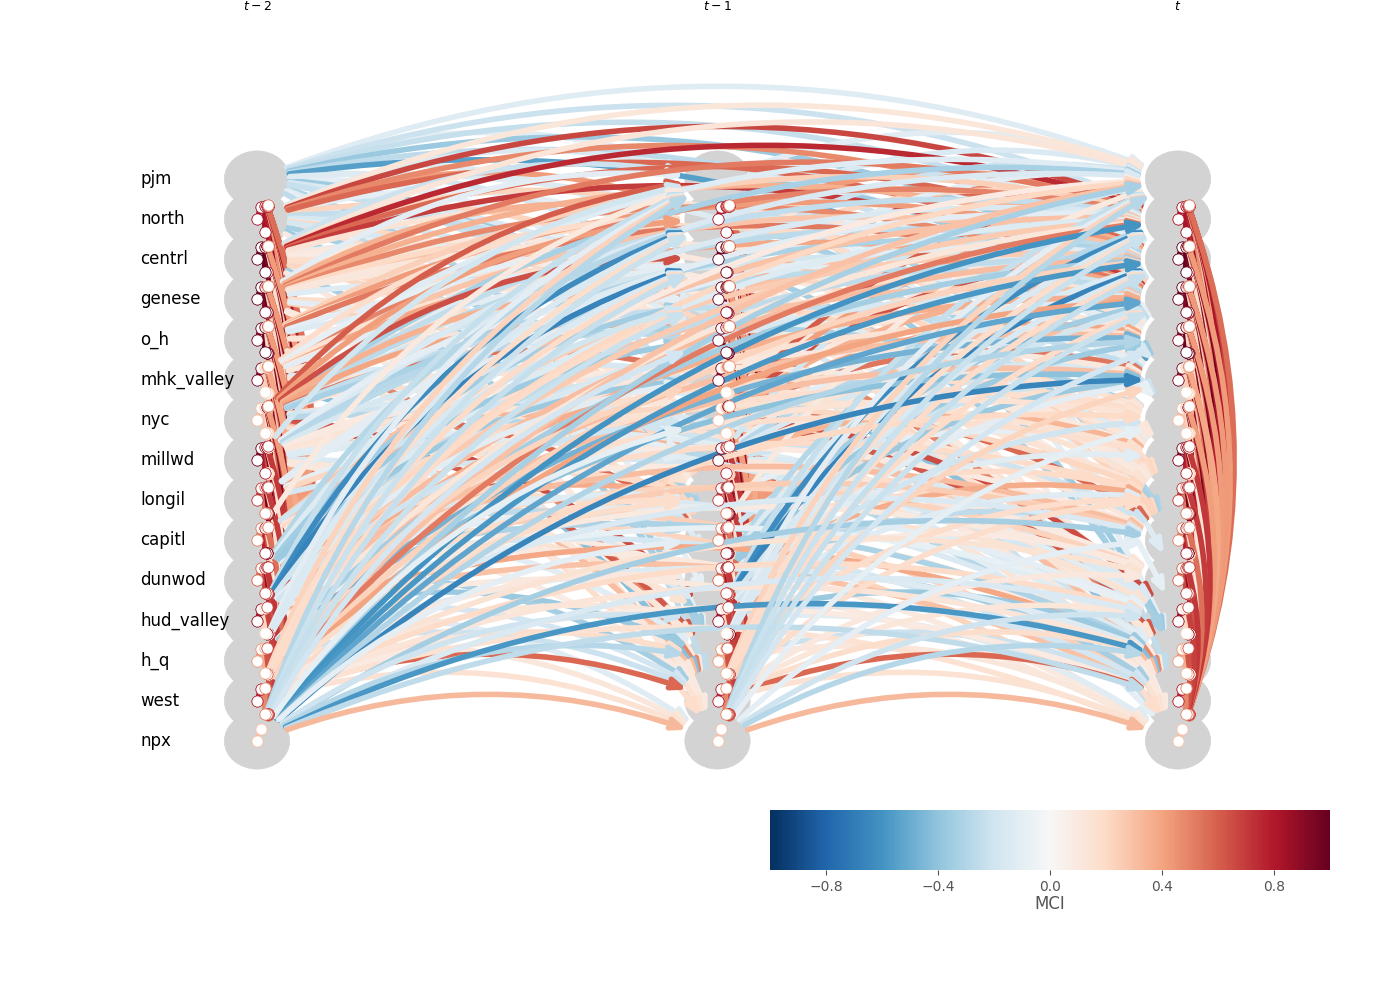 t − 2 t − 1 t
pjm
north
centrl
genese
o_h
mhk_valley
nyc
millwd
longil
capitl
dunwod
hud_valley
h_q
west
npx
−0.8 −0.4 0.0 0.4 0.8
MCI